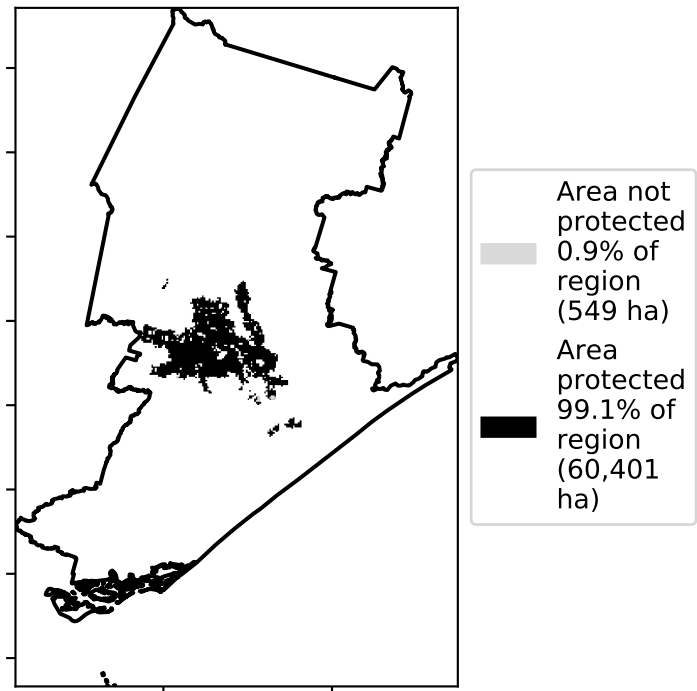 Area not
protected
0.9% of
region
(549 ha)
Area
protected
99.1% of
region
(60,401
ha)